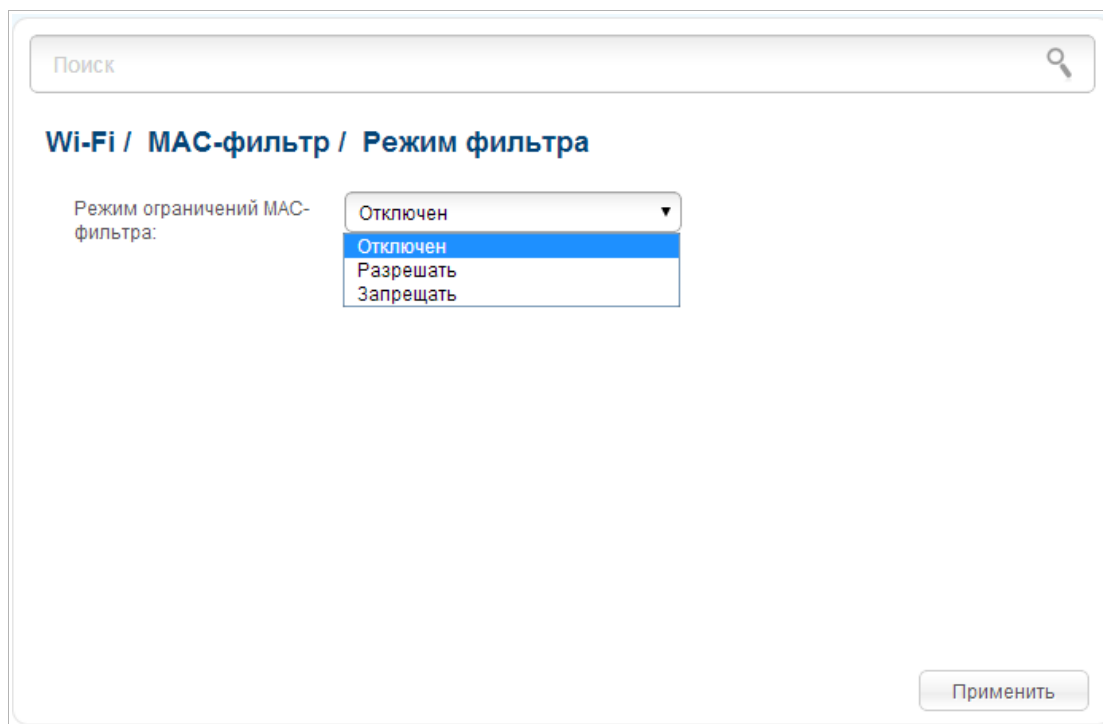 Поиск
Wi-Fi / MAC-фильтр / Режим фильтра
Режим ограничений MAC-
фильтра:
Отключен
Отключен
Разрешать
Запрещать
Применить